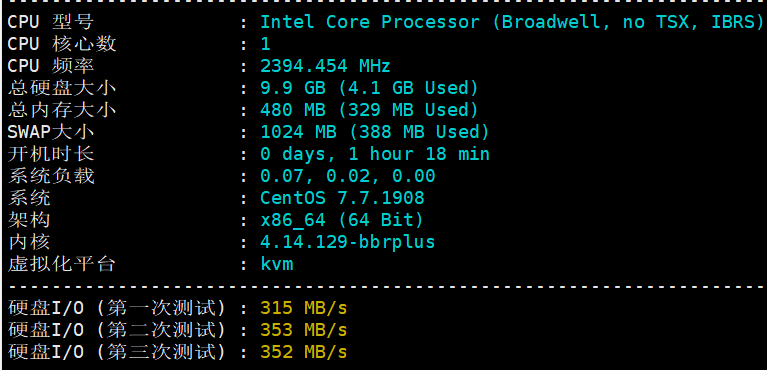 CPU 型号 : Intel Core Processor (Broadwell, no TSX, IBRS)
CPU 核心数 : 1
CPU 频率 : 2394.454 MHz
总硬盘大小 : 9.9 GB (4.1 GB Used)
总内存大小 : 480 MB (329 MB Used)
SWAP大小 : 1024 MB (388 MB Used)
开机时长 : 0 days, 1 hour 18 min
系统负载 : 0.07, 0.02, 0.00
系统 : CentOS 7.7.1908
架构 : x86_64 (64 Bit)
内核 : 4.14.129-bbrplus
虚拟化平台 : kvm
硬盘I/O (第一次测试) : 315 MB/s
硬盘I/O (第二次测试) : 353 MB/s
硬盘I/O (第三次测试) : 352 MB/s